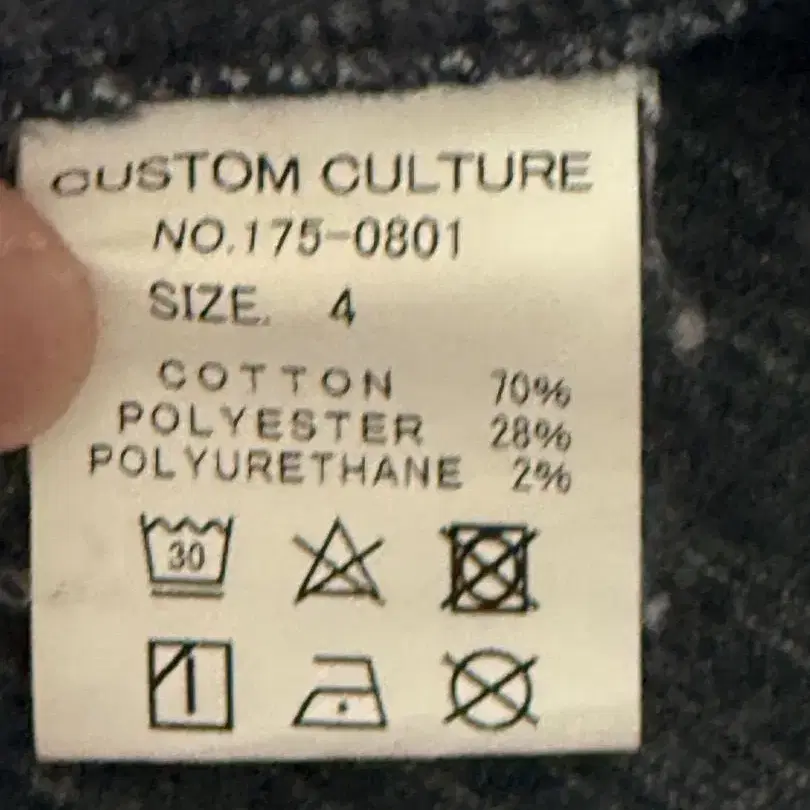 CUSTOM CULTURE
NO.175-0801
SIZE. 4
COTTON 70%
POLYESTER 28%
POLYURETHANE 2%
30